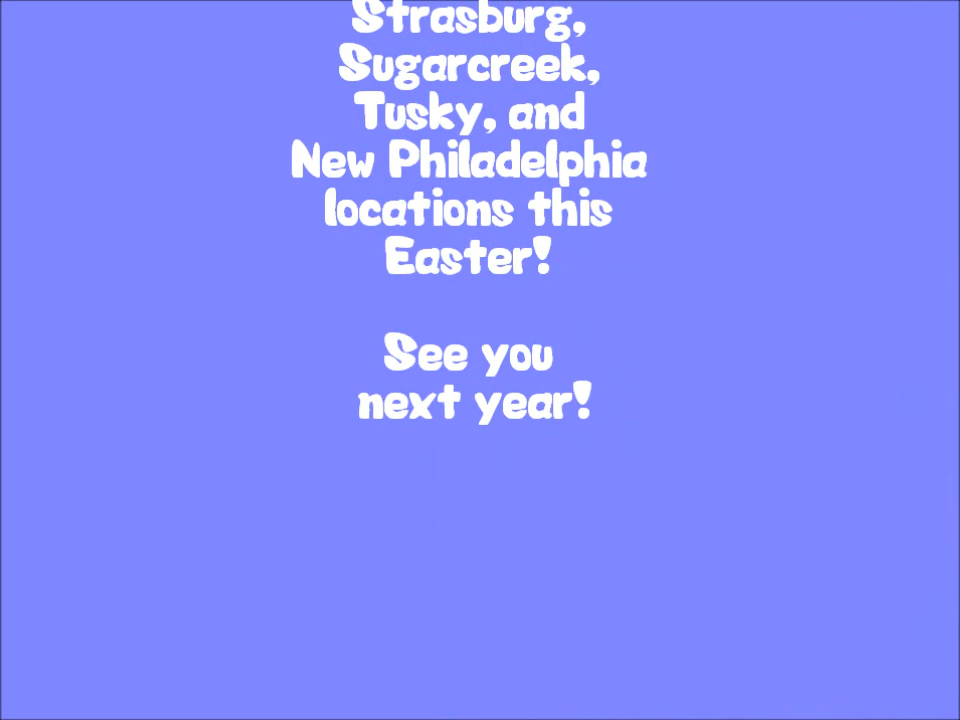 Strasburg,
Sugarcreek,
Tusky, and
New Philadelphia
locations this
Easter!
See you
next year!